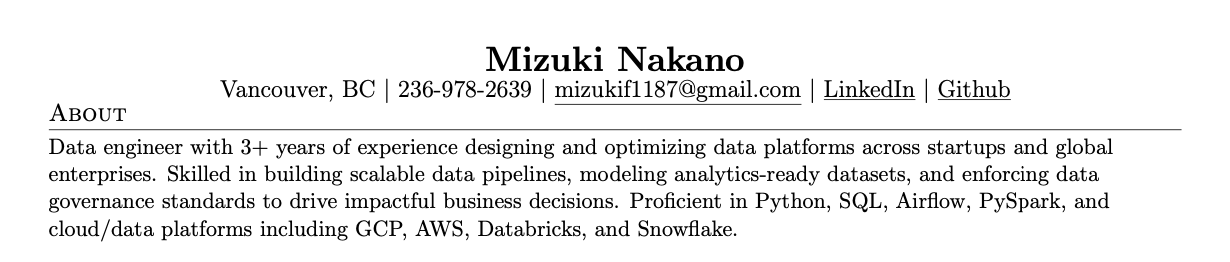 Mizuki Nakano
Vancouver, BC | 236-978-2639 | mizukif1187@gmail.com | LinkedIn | Github
About
Data engineer with 3+ years of experience designing and optimizing data platforms across startups and global
enterprises. Skilled in building scalable data pipelines, modeling analytics-ready datasets, and enforcing data
governance standards to drive impactful business decisions. Proficient in Python, SQL, Airflow, PySpark, and
cloud/data platforms including GCP, AWS, Databricks, and Snowflake.